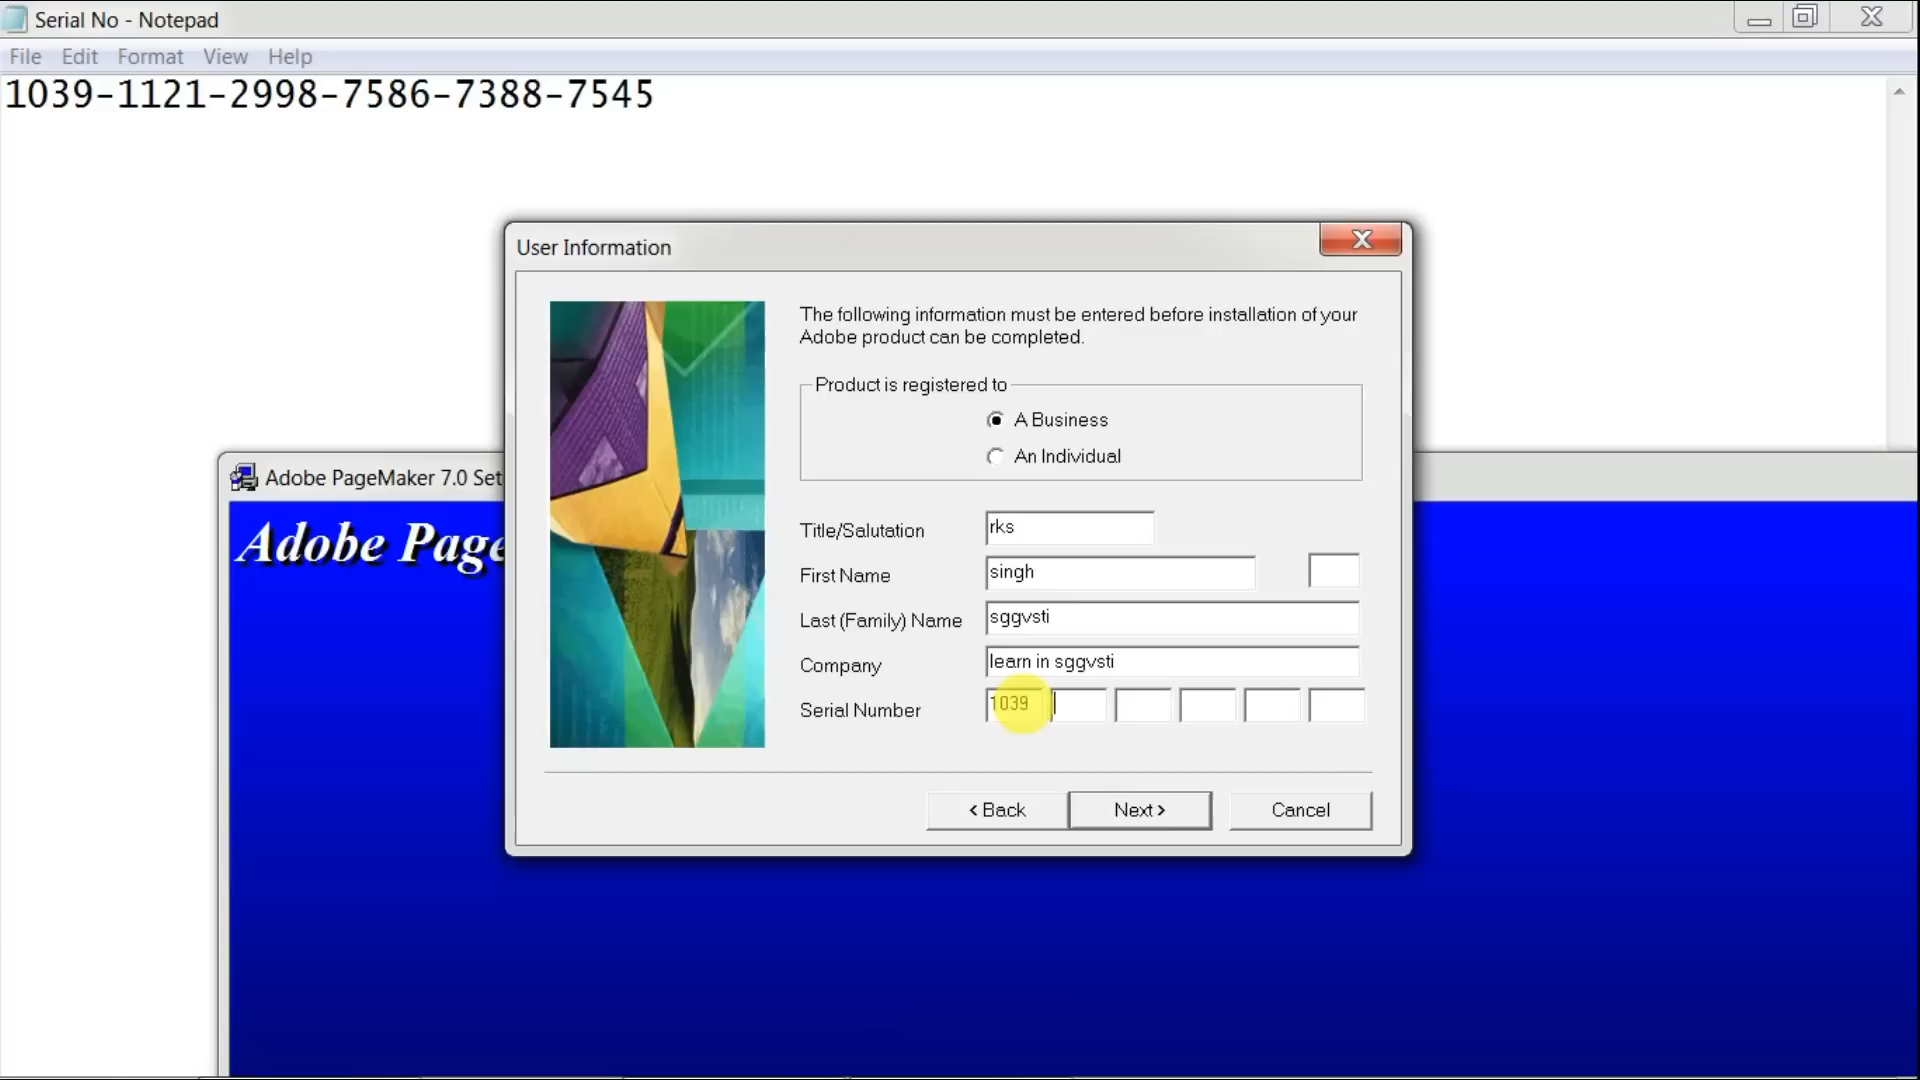 Serial No - Notepad
File Edit Format View Help
1039-1121-2998-7586-7388-7545
User Information
The following information must be entered before installation of your
Adobe product can be completed.
Product is registered to
A Business
An Individual
Adobe PageMaker 7.0 Set
Adobe Page
Title/Salutation rks
First Name singh
Last (Family) Name sggvsti
Company learn in sggvsti
Serial Number 1039
< Back Next > Cancel